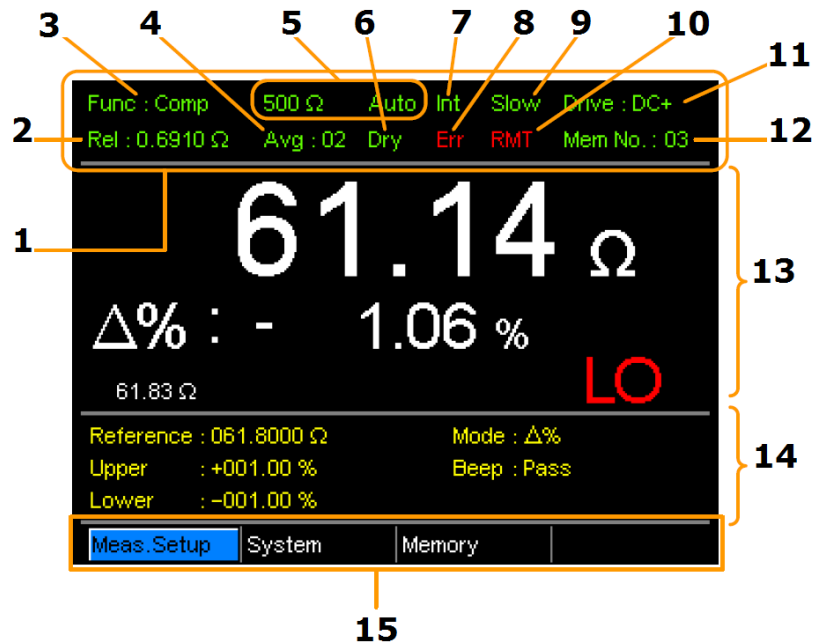 3 4 5 6 7 8 9 10
11
Func : Comp 500 Ω Auto Int Slow Drive : DC+
2 Rel : 0.6910 Ω Avg : 02 Dry Err RMT Mem No. : 03 12
1
61.14 Ω
13
Δ% : - 1.06 %
61.83 Ω LO
Reference : 061.8000 Ω Mode : Δ%
14
Upper : +001.00 % Beep : Pass
Lower : -001.00 %
Meas.Setup System Memory
15